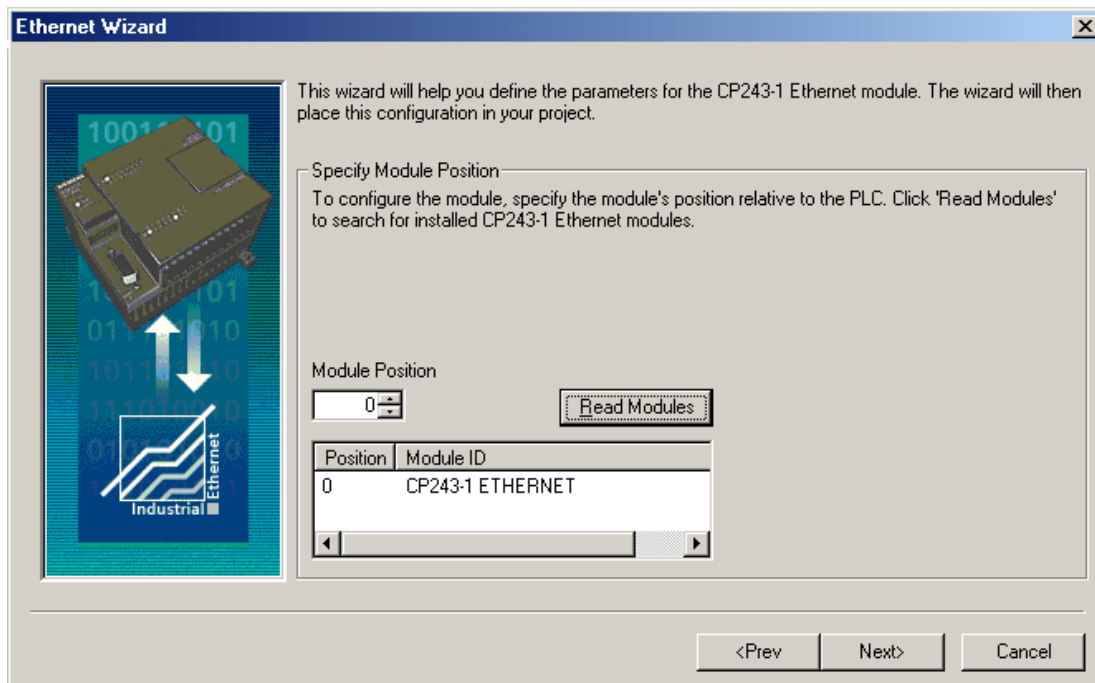 Ethernet Wizard
This wizard will help you define the parameters for the CP243-1 Ethernet module. The wizard will then
place this configuration in your project.
Specify Module Position
To configure the module, specify the module's position relative to the PLC. Click 'Read Modules'
to search for installed CP243-1 Ethernet modules.
Module Position
0
Read Modules
Position Module ID
0 CP243-1 ETHERNET
Industrial
Ethernet
<Prev
Next>
Cancel